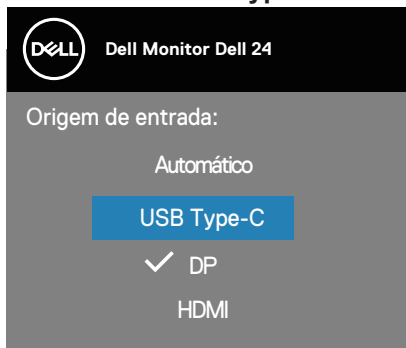 DELL
Dell Monitor Dell 24
Origem de entrada:
Automático
USB Type-C
DP
HDMI